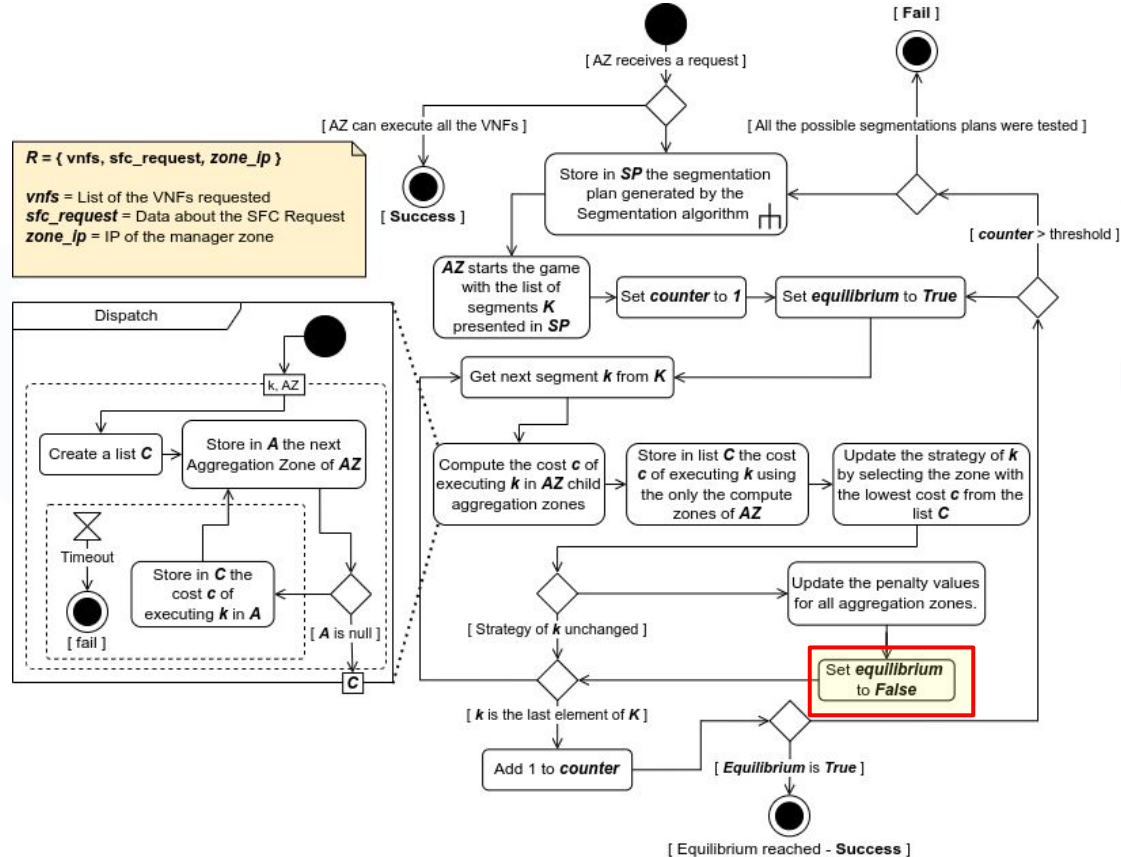 [ Fail ]
[ AZ receives a request ]
[ AZ can execute all the VNFs ]
[ All the possible segmentations plans were tested ]
R = { vnfs, sfc_request, zone_ip }
vnfs = List of the VNFs requested
sfc_request = Data about the SFC Request
zone_ip = IP of the manager zone
[ Success ]
Store in SP the segmentation
plan generated by the
Segmentation algorithm
[ counter > threshold ]
AZ starts the game
with the list of
segments K
presented in SP
Set counter to 1
Set equilibrium to True
Dispatch
k, AZ
Create a list C
Store in A the next
Aggregation Zone of AZ
Timeout
[ fail ]
Store in C the
cost c of
executing k in A
[ A is null ]
C
Get next segment k from K
Compute the cost c of
executing k in AZ child
aggregation zones
Store in list C the cost
c of executing k using
the only the compute
zones of AZ
Update the strategy of k
by selecting the zone with
the lowest cost c from the
list C
Update the penalty values
for all aggregation zones.
[ Strategy of k unchanged ]
Set equilibrium
to False
[ k is the last element of K ]
Add 1 to counter
[ Equilibrium is True ]
[ Equilibrium reached - Success ]